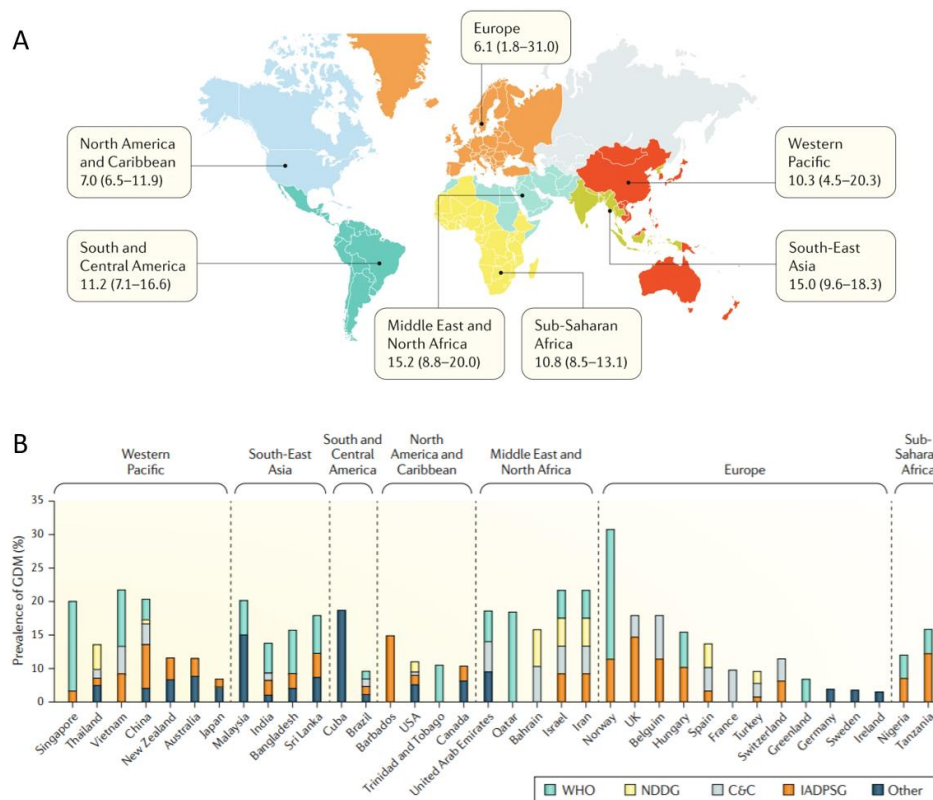 A
Europe
6.1 (1.8–31.0)
North America
and Caribbean
7.0 (6.5–11.9)
Western
Pacific
10.3 (4.5–20.3)
South and
Central America
11.2 (7.1–16.6)
South-East
Asia
15.0 (9.6–18.3)
Middle East and
North Africa
15.2 (8.8–20.0)
Sub-Saharan
Africa
10.8 (8.5–13.1)
B
Western
Pacific
South-East
Asia
South and
Central
America
North
America and
Caribbean
Middle East and
North Africa
Europe
Sub-
Sahara
Africa
Prevalence of GDM (%)
35
30
25
20
15
10
5
0
Singapore
Thailand
Vietnam
China
New Zealand
Australia
Japan
Malaysia
India
Bangladesh
Sri Lanka
Cuba
Brazil
Barbados
USA
Trinidad and Tobago
Canada
United Arab Emirates
Qatar
Bahrain
Israel
Iran
Norway
UK
Belguim
Hungary
Spain
France
Turkey
Switzerland
Greenland
Germany
Sweden
Ireland
Nigeria
Tanzania
WHO
NDDG
C&C
IADPSG
Other